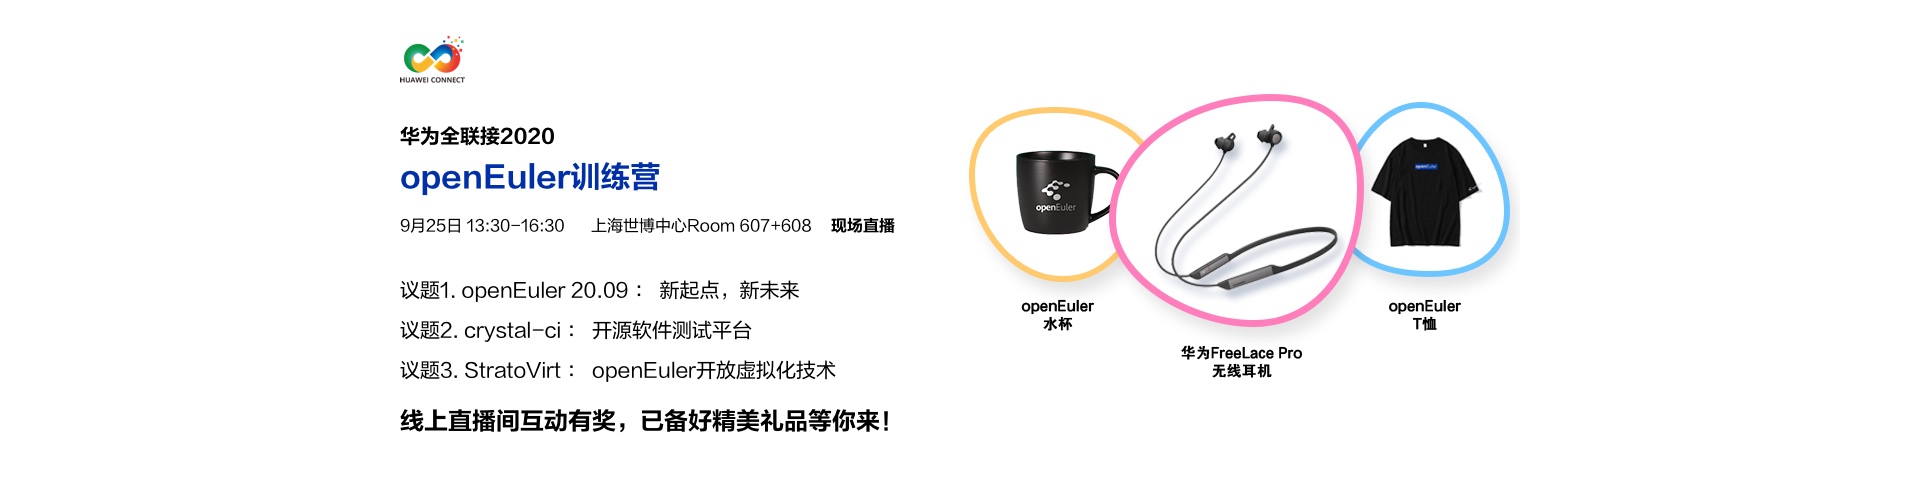 HUAWEI CONNECT
华为全联接2020
openEuler训练营
9月25日 13:30-16:30 上海世博中心Room 607+608 现场直播
议题1. openEuler 20.09： 新起点，新未来
议题2. crystal-ci： 开源软件测试平台
议题3. StratoVirt： openEuler开放虚拟化技术
线上直播间互动有奖，已备好精美礼品等你来！
openEuler
openEuler
水杯
华为FreeLace Pro
无线耳机
openEuler
openEuler
T恤